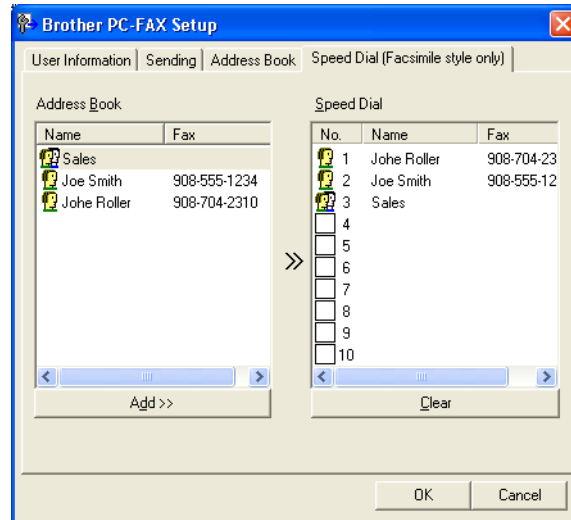 Brother PC-FAX Setup
User Information Sending Address Book Speed Dial (Facsimile style only)
Address Book Speed Dial
Name Fax No. Name Fax
Sales 1 Johe Roller 908-704-23
Joe Smith 908-555-1234 2 Joe Smith 908-555-12
Johe Roller 908-704-2310 3 Sales
4
5
»
6
7
8
9
10
Add >> Clear
OK Cancel